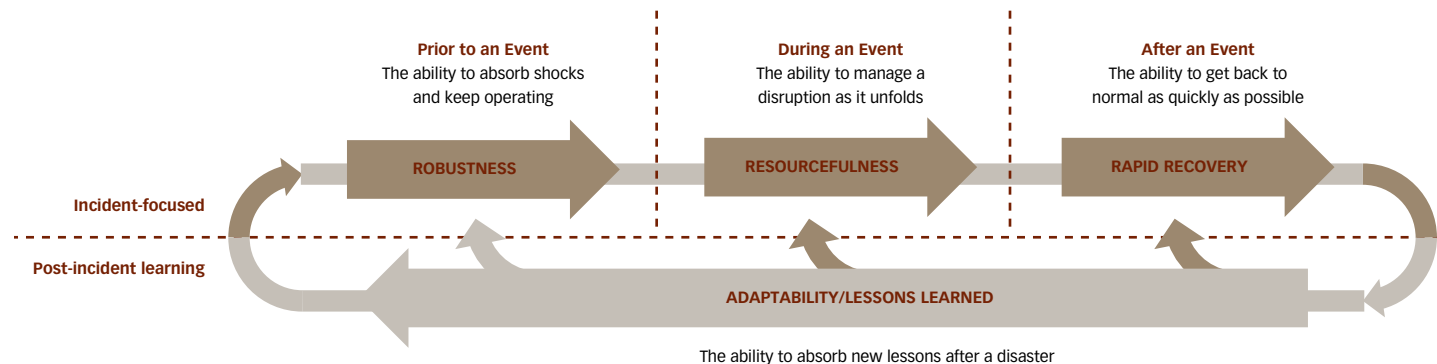 Prior to an Event
The ability to absorb shocks
and keep operating
During an Event
The ability to manage a
disruption as it unfolds
After an Event
The ability to get back to
normal as quickly as possible
ROBUSTNESS
RESOURCEFULNESS
RAPID RECOVERY
Incident-focused
Post-incident learning
ADAPTABILITY/LESSONS LEARNED
The ability to absorb new lessons after a disaster